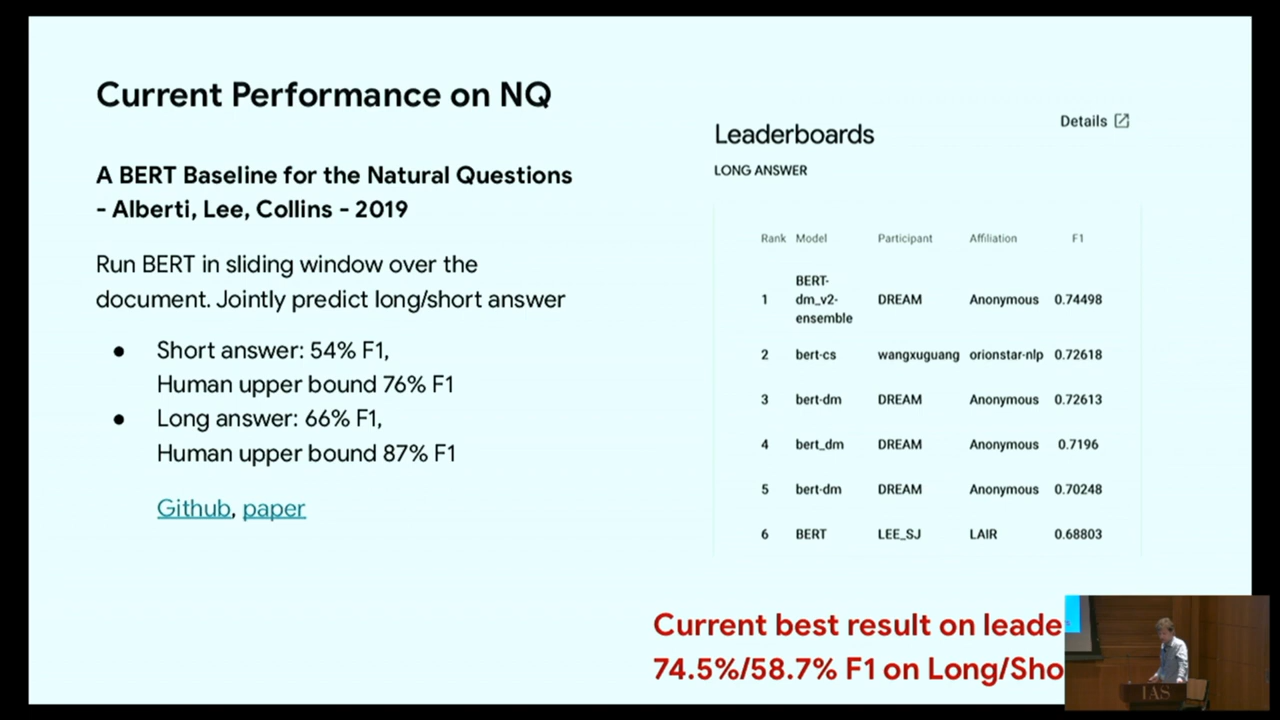 Current Performance on NQ
A BERT Baseline for the Natural Questions
- Alberti, Lee, Collins - 2019
Run BERT in sliding window over the
document. Jointly predict long/short answer
● Short answer: 54% F1,
Human upper bound 76% F1
● Long answer: 66% F1,
Human upper bound 87% F1
Github, paper
Details
Leaderboards
LONG ANSWER
Rank Model Participant Affiliation F1
BERT-
1 dm_v2- DREAM Anonymous 0.74498
ensemble
2 bert-cs wangxuguang orionstar-nlp 0.72618
3 bert-dm DREAM Anonymous 0.72613
4 bert_dm DREAM Anonymous 0.7196
5 bert-dm DREAM Anonymous 0.70248
6 BERT LEE_SJ LAIR 0.68803
Current best result on leade
74.5%/58.7% F1 on Long/Sho
IAS